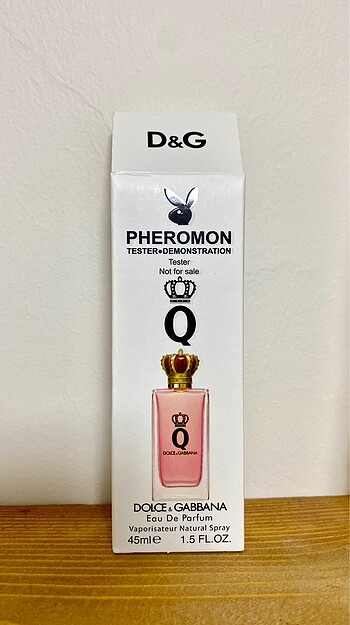 D&G
PHEROMON
TESTER●DEMONSTRATION
Tester
Not for sale
Q
Q
DOLCE&GABBANA
DOLCE & GABBANA
Eau De Parfum
Vaporisateur Natural Spray
45ml℮ 1.5 FL.OZ.